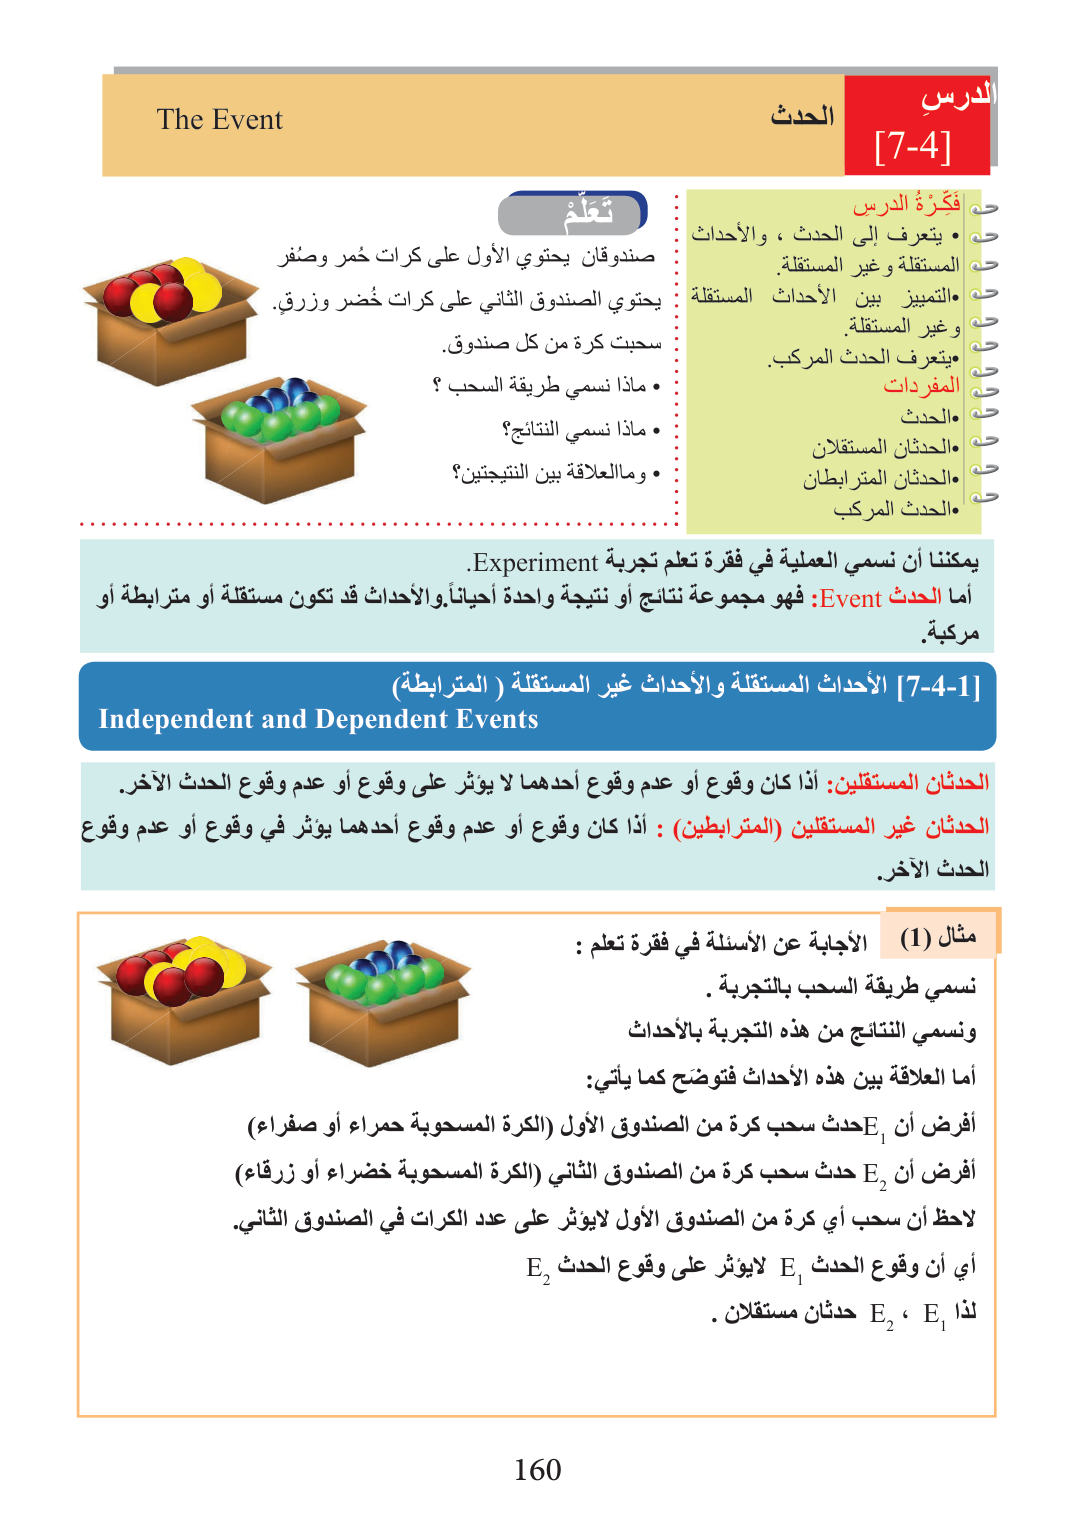 الدرسِ
[7-4]
الحدث
The Event
فَكِّـرْةُ الدرسِ
• يتعرف إلى الحدث ، والأحداث
المستقلة وغير المستقلة.
•التمييز بين الأحداث المستقلة
وغير المستقلة.
•يتعرف الحدث المركب.
المفردات
•الحدث
•الحدثان المستقلان
•الحدثان المترابطان
•الحدث المركب
تَعَلَّمْ
صندوقان يحتوي الأول على كرات حُمر وصُفر
يحتوي الصندوق الثاني على كرات خُضر وزرقٍ.
سحبت كرة من كل صندوق.
• ماذا نسمي طريقة السحب ؟
• ماذا نسمي النتائج؟
• وماالعلاقة بين النتيجتين؟
يمكننا أن نسمي العملية في فقرة تعلم تجربة Experiment.
أما الحدث Event: فهو مجموعة نتائج أو نتيجة واحدة أحياناً.والأحداث قد تكون مستقلة أو مترابطة أو
مركبة.
[7-4-1] الأحداث المستقلة والأحداث غير المستقلة ( المترابطة)
Independent and Dependent Events
الحدثان المستقلين: أذا كان وقوع أو عدم وقوع أحدهما لا يؤثر على وقوع أو عدم وقوع الحدث الآخر.
الحدثان غير المستقلين (المترابطين) : أذا كان وقوع أو عدم وقوع أحدهما يؤثر في وقوع أو عدم وقوع
الحدث الآخر.
مثال (1)
الأجابة عن الأسئلة في فقرة تعلم :
نسمي طريقة السحب بالتجربة .
ونسمي النتائج من هذه التجربة بالأحداث
أما العلاقة بين هذه الأحداث فتوضَح كما يأتي:
أفرض أن E₁حدث سحب كرة من الصندوق الأول (الكرة المسحوبة حمراء أو صفراء)
أفرض أن E₂ حدث سحب كرة من الصندوق الثاني (الكرة المسحوبة خضراء أو زرقاء)
لاحظ أن سحب أي كرة من الصندوق الأول لايؤثر على عدد الكرات في الصندوق الثاني.
أي أن وقوع الحدث E₁ لايؤثر على وقوع الحدث E₂
لذا E₁ ، E₂ حدثان مستقلان .
160